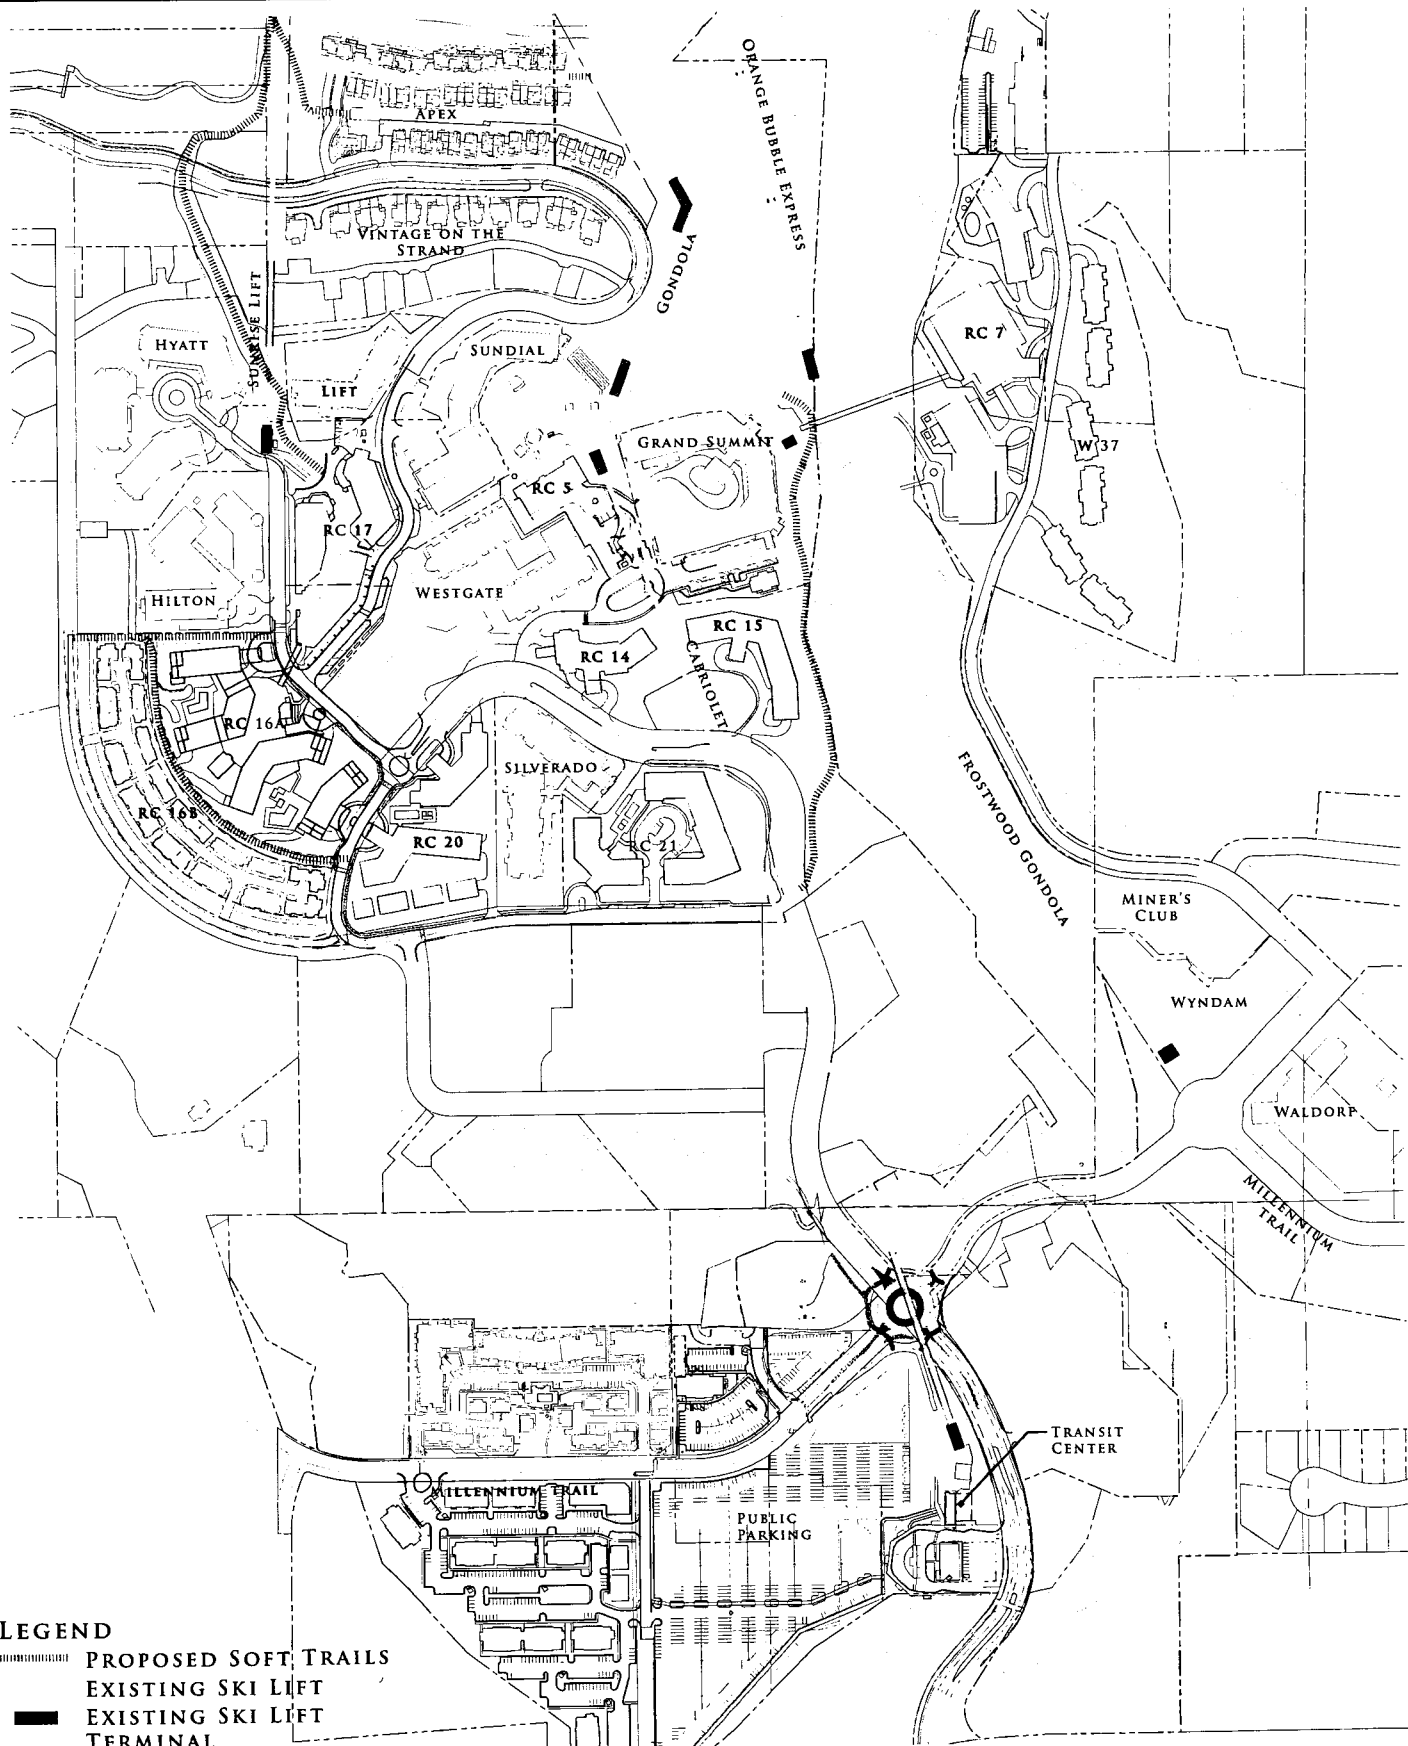 ORANGE BUBBLE EXPRESS
APEX
VINTAGE ON THE
STRAND
GONDOLA
SUNRISE LIFT
HYATT
SUNDIAL
LIFT
RC 7
GRAND SUMMIT
W 37
RC 5
RC 17
WESTGATE
HILTON
RC 15
RC 14
CABRIOLET
RC 16A
SILVERADO
FROSTWOOD GONDOLA
RC 16B
RC 20
RC 21
MINER'S
CLUB
WYNDAM
WALDORF
MILLENNIUM
TRAIL
TRANSIT
CENTER
MILLENNIUM TRAIL
PUBLIC
PARKING
LEGEND
PROPOSED SOFT TRAILS
EXISTING SKI LIFT
EXISTING SKI LIFT
TERMINAL